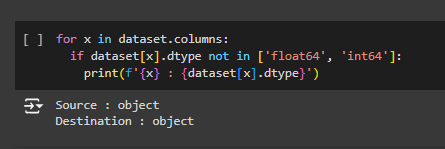 [ ] for x in dataset.columns:
if dataset[x].dtype not in ['float64', 'int64']:
print(f'{x} : {dataset[x].dtype}')
Source : object
Destination : object